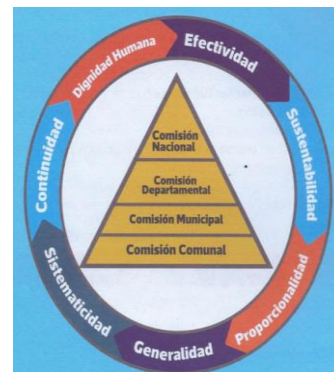 Dignidad Humana
Efectividad
Sustentabilidad
Proporcionalidad
Generalidad
Sistematicidad
Continuidad
Comisión
Nacional
Comisión
Departamental
Comisión Municipal
Comisión Comunal